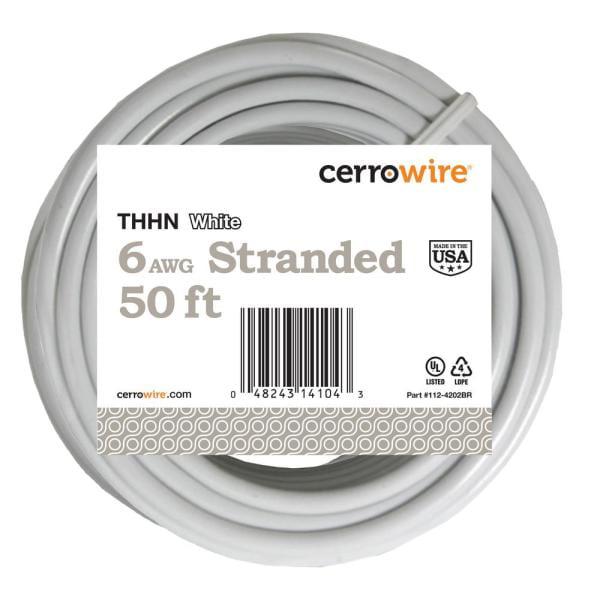 cerrowire®
THHN White
6 AWG Stranded
50 ft
MADE IN THE
USA
UL
LISTED
4
LDPE
0 48243 14104 3
cerrowire.com
Part #112-4202BR